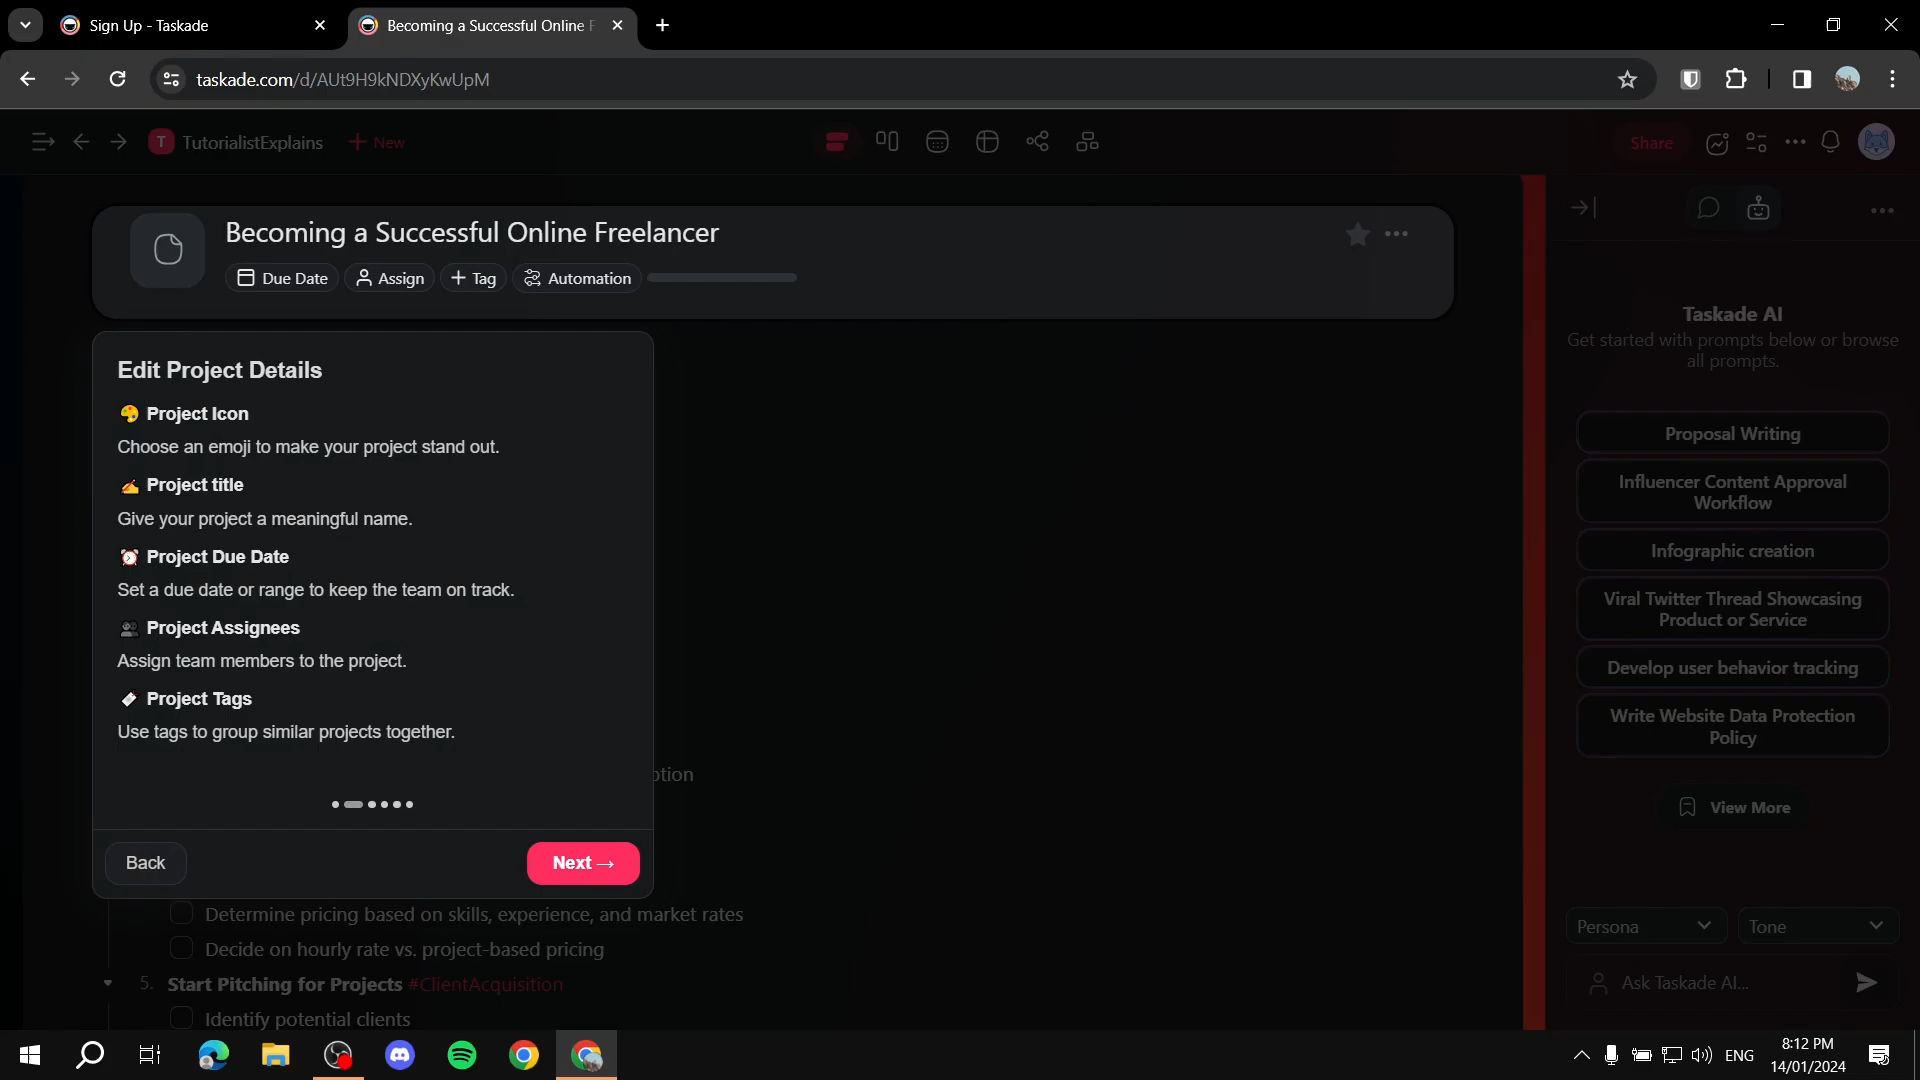 Sign Up - Taskade
Becoming a Successful Online F
taskade.com/d/AUt9H9kNDXyKwUpM
T TutorialistExplains
New
Share
Becoming a Successful Online Freelancer
Due Date
Assign
Tag
Automation
Edit Project Details
Project Icon
Choose an emoji to make your project stand out.
Project title
Give your project a meaningful name.
Project Due Date
Set a due date or range to keep the team on track.
Project Assignees
Assign team members to the project.
Project Tags
Use tags to group similar projects together.
ption
Back
Next →
Determine pricing based on skills, experience, and market rates
Decide on hourly rate vs. project-based pricing
5. Start Pitching for Projects #ClientAcquisition
Identify potential clients
Taskade AI
Get started with prompts below or browse
all prompts.
Proposal Writing
Influencer Content Approval
Workflow
Infographic creation
Viral Twitter Thread Showcasing
Product or Service
Develop user behavior tracking
Write Website Data Protection
Policy
View More
Persona
Tone
Ask Taskade AI...
ENG
8:12 PM
14/01/2024